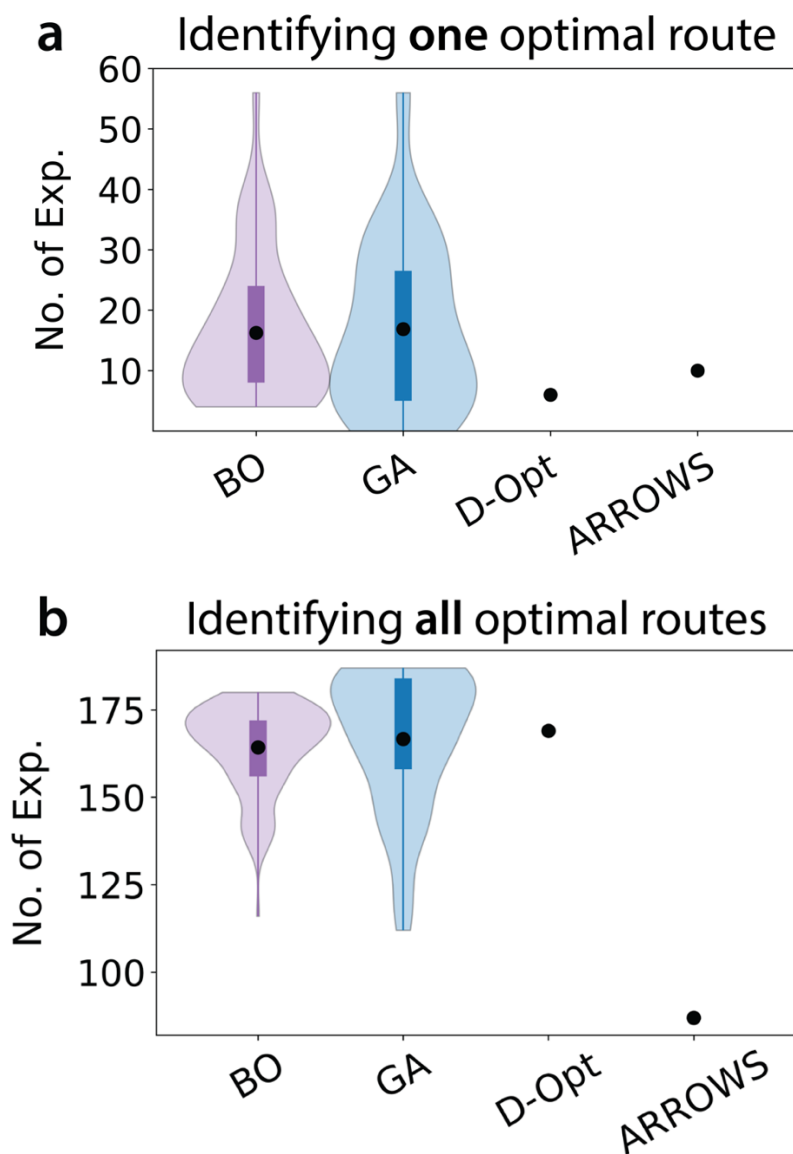 a Identifying one optimal route
No. of Exp.
60
50
40
30
20
10
BO
GA
D-Opt
ARROWS
b Identifying all optimal routes
No. of Exp.
175
150
125
100
BO
GA
D-Opt
ARROWS